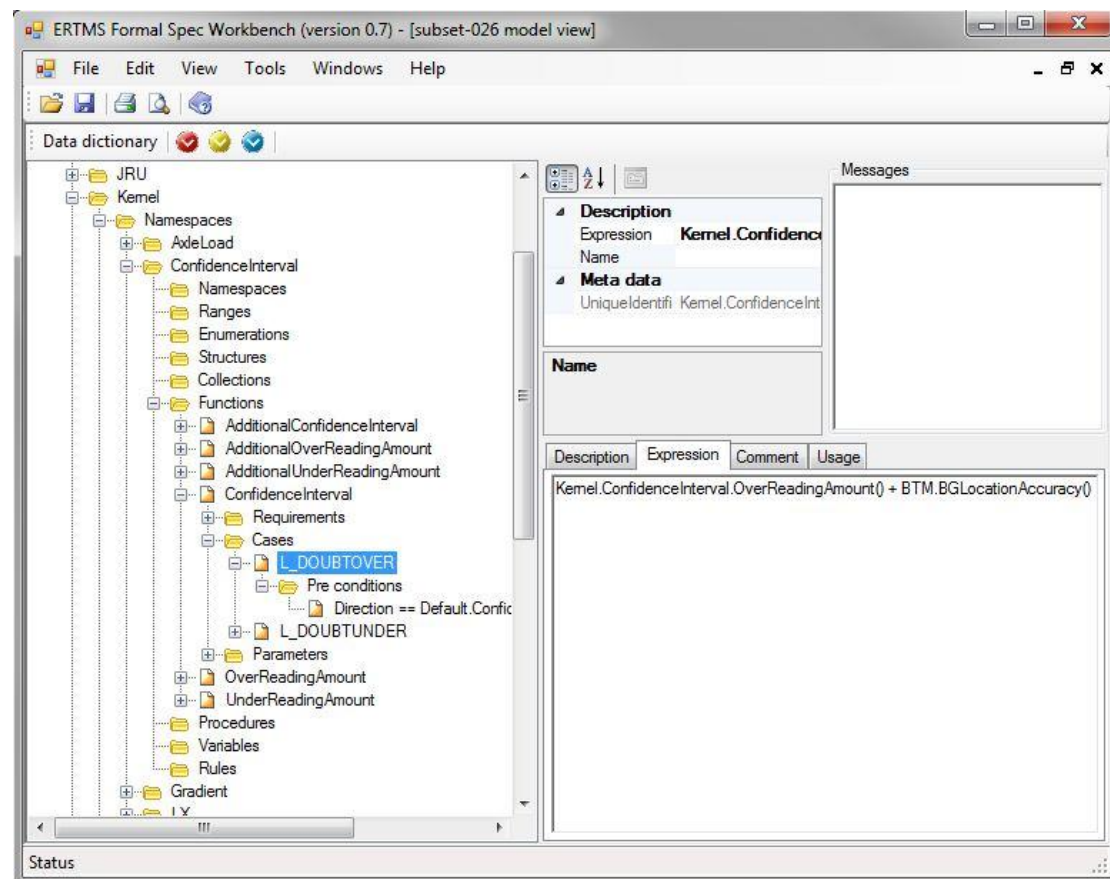 ERTMS Formal Spec Workbench (version 0.7) - [subset-026 model view]
File Edit View Tools Windows Help
Data dictionary
JRU
Kernel
Namespaces
AxleLoad
ConfidenceInterval
Namespaces
Ranges
Enumerations
Structures
Collections
Functions
AdditionalConfidenceInterval
AdditionalOverReadingAmount
AdditionalUnderReadingAmount
ConfidenceInterval
Requirements
Cases
L_DOUBTOVER
Pre conditions
Direction == Default.Confic
L_DOUBTUNDER
Parameters
OverReadingAmount
UnderReadingAmount
Procedures
Variables
Rules
Gradient
LX
Description
Expression Kernel.Confidence
Name
Meta data
UniqueIdentifi Kernel.ConfidenceInt
Name
Messages
Description Expression Comment Usage
Kernel.ConfidenceInterval.OverReadingAmount() + BTM.BGLocationAccuracy()
Status